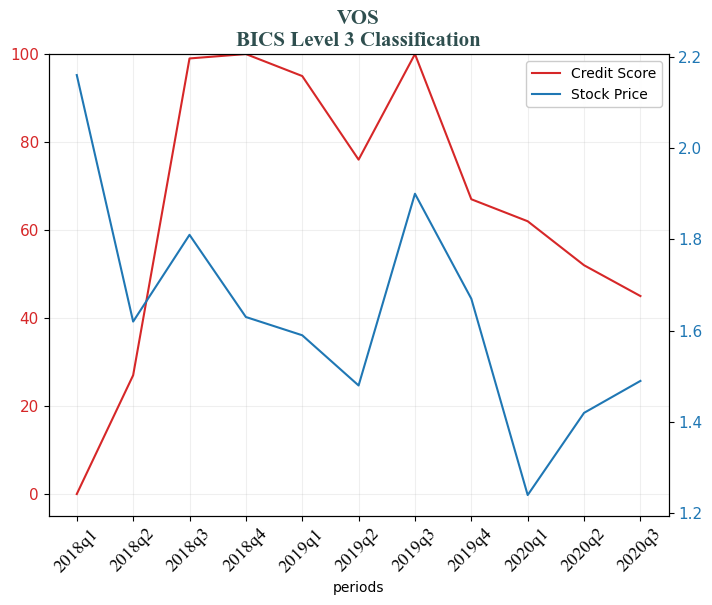 VOS
BICS Level 3 Classification
100
80
60
40
20
0
2.2
2.0
1.8
1.6
1.4
1.2
Credit Score
Stock Price
2018q1
2018q2
2018q3
2018q4
2019q1
2019q2
2019q3
2019q4
2020q1
2020q2
2020q3
periods